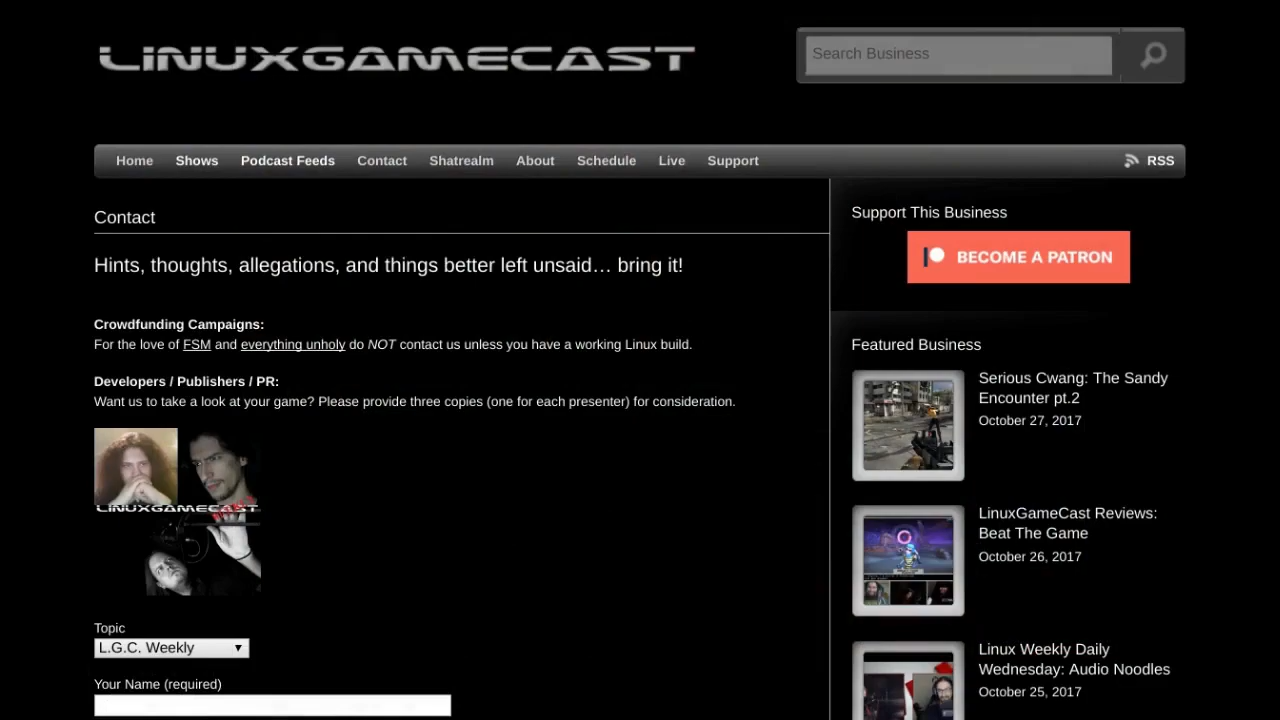 LINUXGAMECAST
Search Business
Home Shows Podcast Feeds Contact Shatrealm About Schedule Live Support RSS
Contact
Hints, thoughts, allegations, and things better left unsaid… bring it!
Crowdfunding Campaigns:
For the love of FSM and everything unholy do NOT contact us unless you have a working Linux build.
Developers / Publishers / PR:
Want us to take a look at your game? Please provide three copies (one for each presenter) for consideration.
LINUXGAMECAST
Topic
L.G.C. Weekly
Your Name (required)
Support This Business
BECOME A PATRON
Featured Business
Serious Cwang: The Sandy
Encounter pt.2
October 27, 2017
LinuxGameCast Reviews:
Beat The Game
October 26, 2017
Linux Weekly Daily
Wednesday: Audio Noodles
October 25, 2017